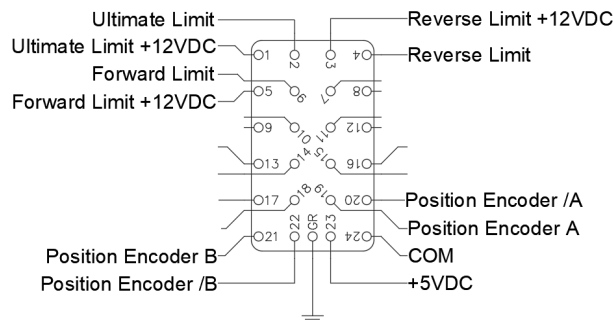 Ultimate Limit
Reverse Limit +12VDC
Ultimate Limit +12VDC
1 2 3 4
Reverse Limit
Forward Limit
5 6 7 8
Forward Limit +12VDC
9 10 11 12
13 14 15 16
17 18 19 20
Position Encoder /A
Position Encoder A
21 22 GR 23 24
Position Encoder B
COM
Position Encoder /B
+5VDC